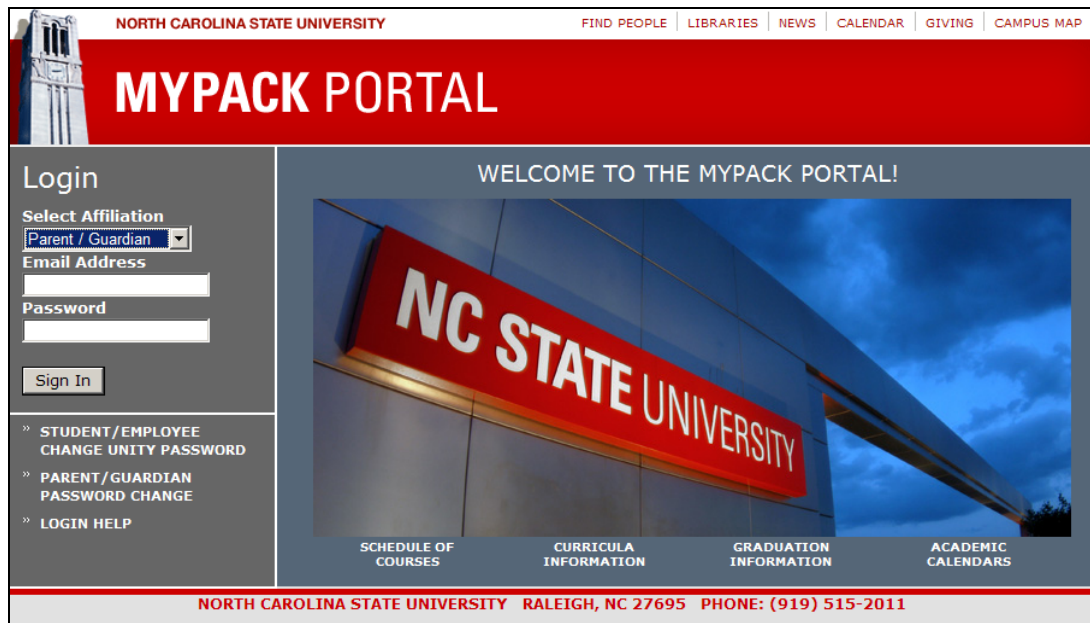 NORTH CAROLINA STATE UNIVERSITY
FIND PEOPLE LIBRARIES NEWS CALENDAR GIVING CAMPUS MAP
MYPACK PORTAL
Login
Select Affiliation
Parent / Guardian
Email Address
Password
Sign In
» STUDENT/EMPLOYEE
CHANGE UNITY PASSWORD
» PARENT/GUARDIAN
PASSWORD CHANGE
» LOGIN HELP
WELCOME TO THE MYPACK PORTAL!
NC STATE UNIVERSITY
SCHEDULE OF
COURSES
CURRICULA
INFORMATION
GRADUATION
INFORMATION
ACADEMIC
CALENDARS
NORTH CAROLINA STATE UNIVERSITY RALEIGH, NC 27695 PHONE: (919) 515-2011